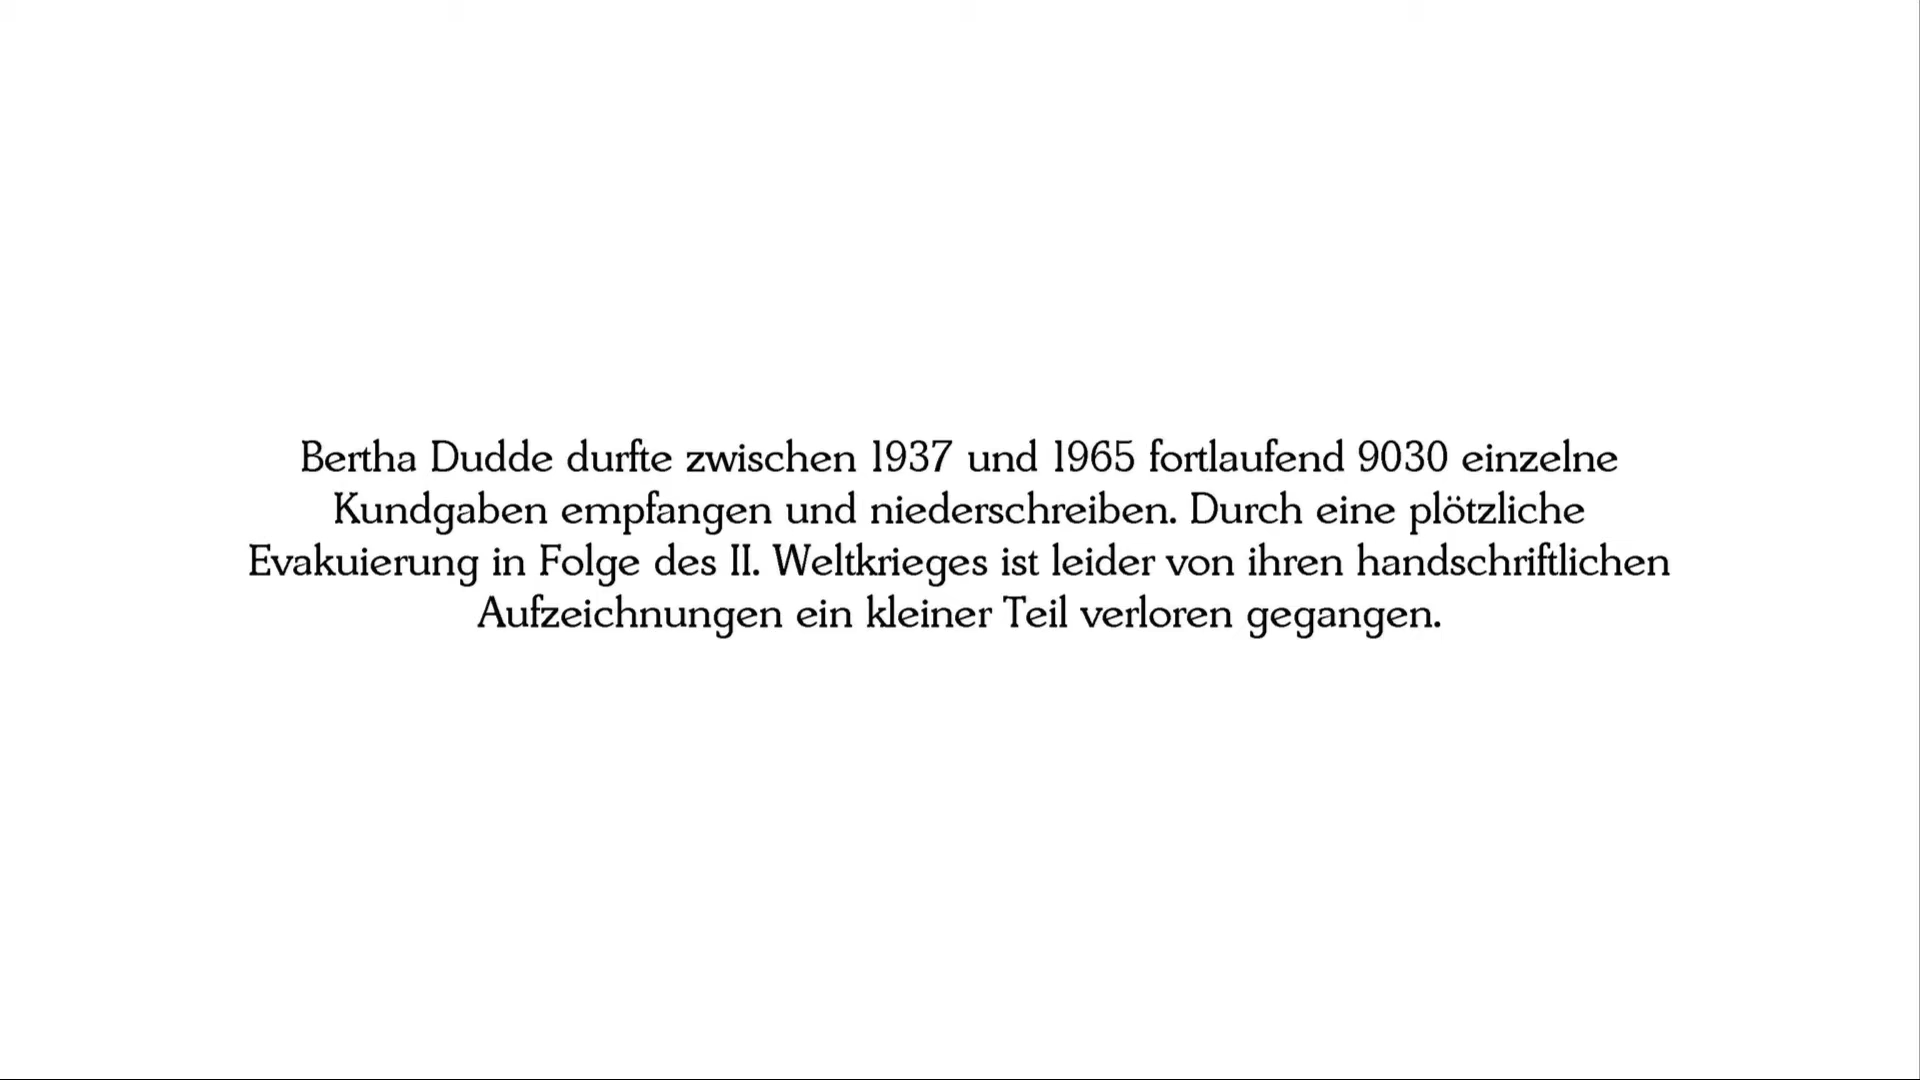 Bertha Dudde durfte zwischen 1937 und 1965 fortlaufend 9030 einzelne
Kundgaben empfangen und niederschreiben. Durch eine plötzliche
Evakuierung in Folge des II. Weltkrieges ist leider von ihren handschriftlichen
Aufzeichnungen ein kleiner Teil verloren gegangen.